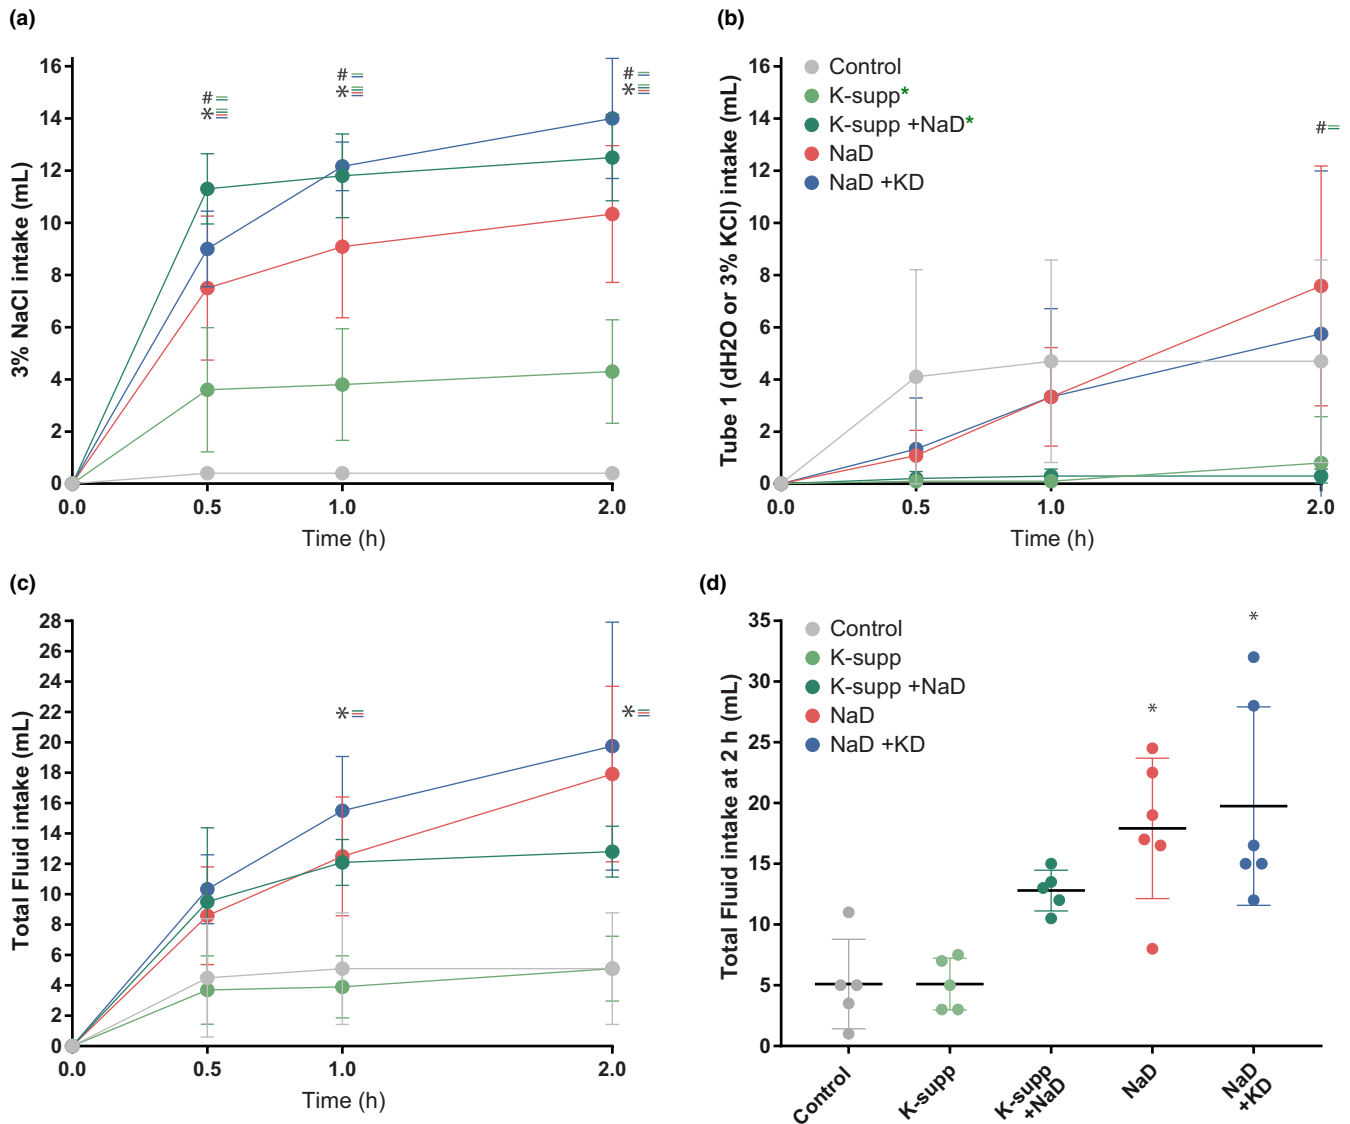 (a)
16
14
12
10
8
6
4
2
0
3% NaCl intake (mL)
#=
*≡
#=
*≡
#=
*≡
0.0 0.5 1.0 2.0
Time (h)
(b)
16
14
12
10
8
6
4
2
0
Tube 1 (dH2O or 3% KCl) intake (mL)
Control
K-supp*
K-supp +NaD*
NaD
NaD +KD
#=
0.0 0.5 1.0 2.0
Time (h)
(c)
28
26
24
22
20
18
16
14
12
10
8
6
4
2
0
Total Fluid intake (mL)
*≡
*≡
0.0 0.5 1.0 2.0
Time (h)
(d)
35
30
25
20
15
10
5
0
Total Fluid intake at 2 h (mL)
Control
K-supp
K-supp +NaD
NaD
NaD +KD
*
*
Control
K-supp
K-supp
+NaD
NaD
NaD
+KD